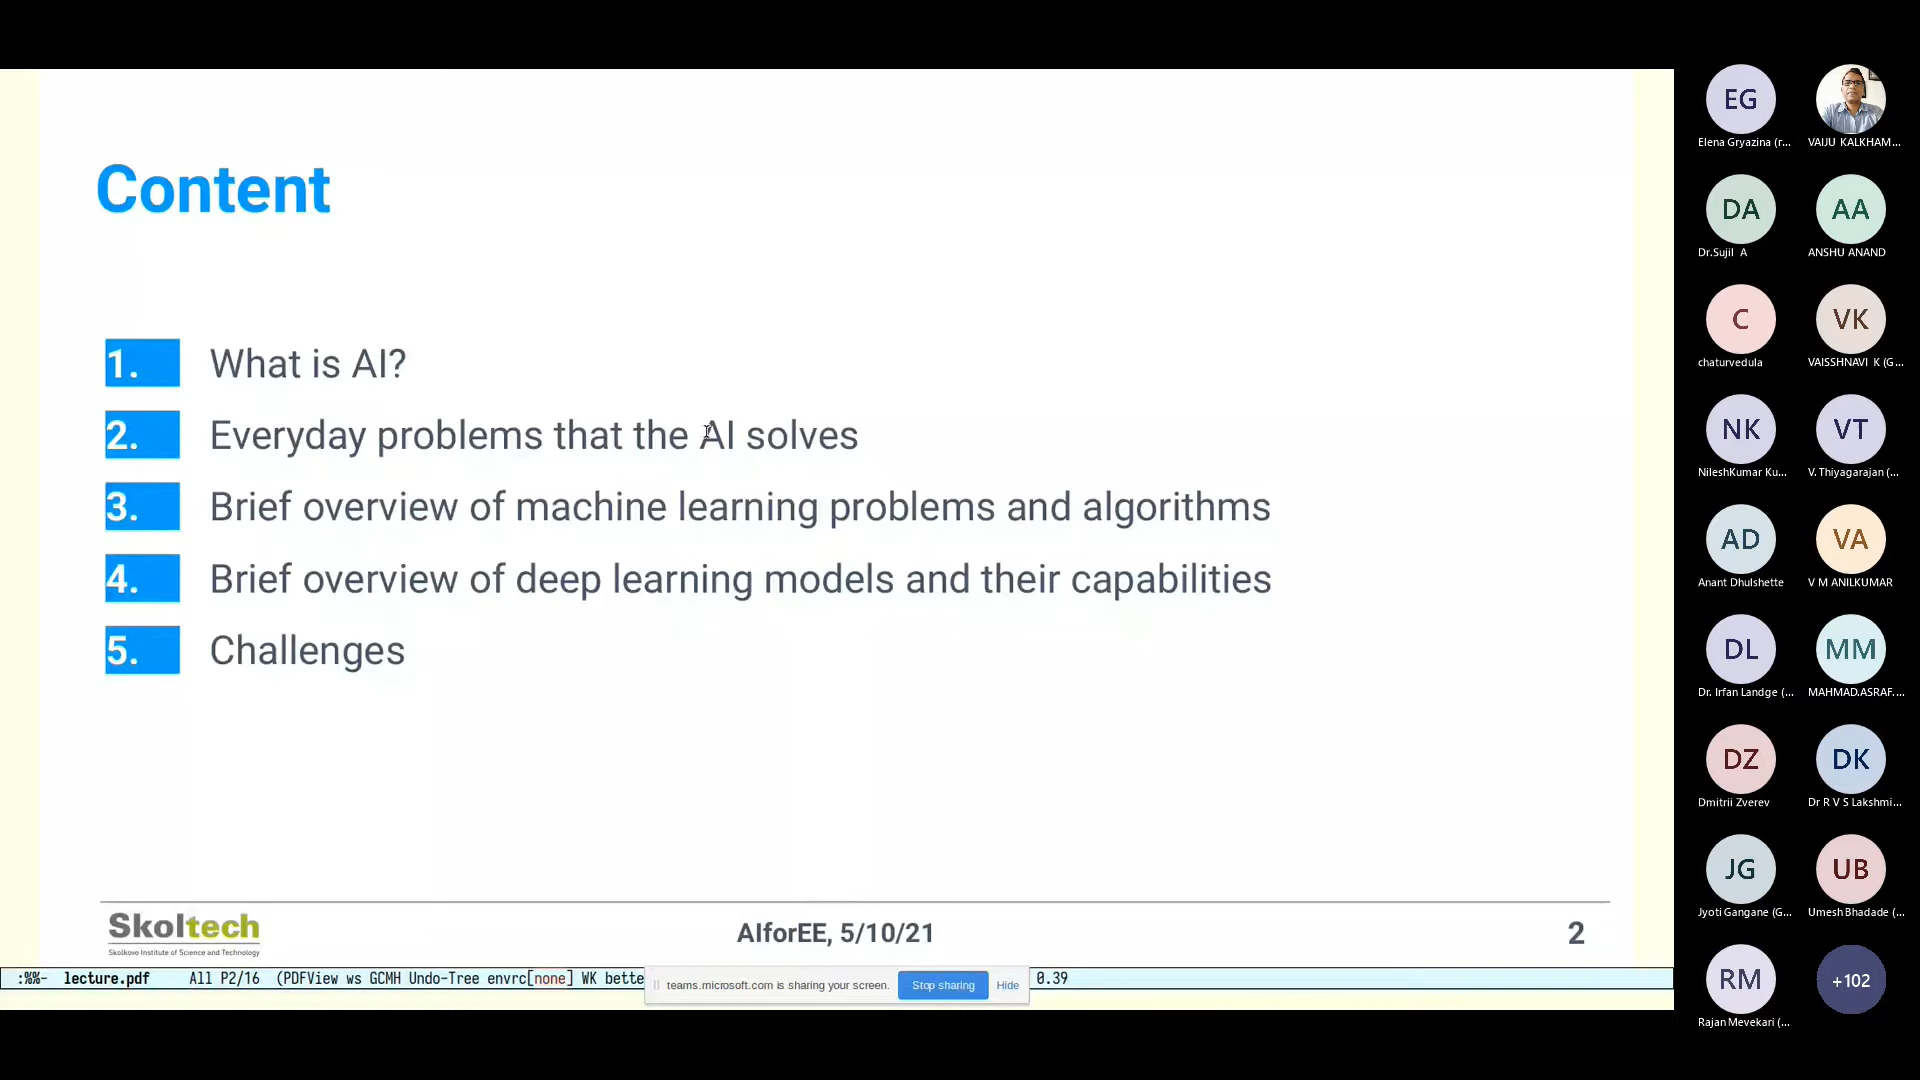 Content
1. What is AI?
2. Everyday problems that the AI solves
3. Brief overview of machine learning problems and algorithms
4. Brief overview of deep learning models and their capabilities
5. Challenges
Skoltech
Skolkovo Institute of Science and Technology
AIforEE, 5/10/21
2
:%%- lecture.pdf All P2/16 (PDFView ws GCMH Undo-Tree envrc[none] WK bette
0.39
teams.microsoft.com is sharing your screen. Stop sharing Hide
EG
Elena Gryazina (r...
VAIJU KALKHAM...
DA
Dr.Sujil A
AA
ANSHU ANAND
C
chaturvedula
VK
VAISSHNAVI K (G...
NK
NileshKumar Ku...
VT
V. Thiyagarajan (...
AD
Anant Dhulshette
VA
V M ANILKUMAR
DL
Dr. Irfan Landge (...
MM
MAHMAD.ASRAF....
DZ
Dmitrii Zverev
DK
Dr R V S Lakshmi...
JG
Jyoti Gangane (G...
UB
Umesh Bhadade (...
RM
Rajan Mevekari (...
+102